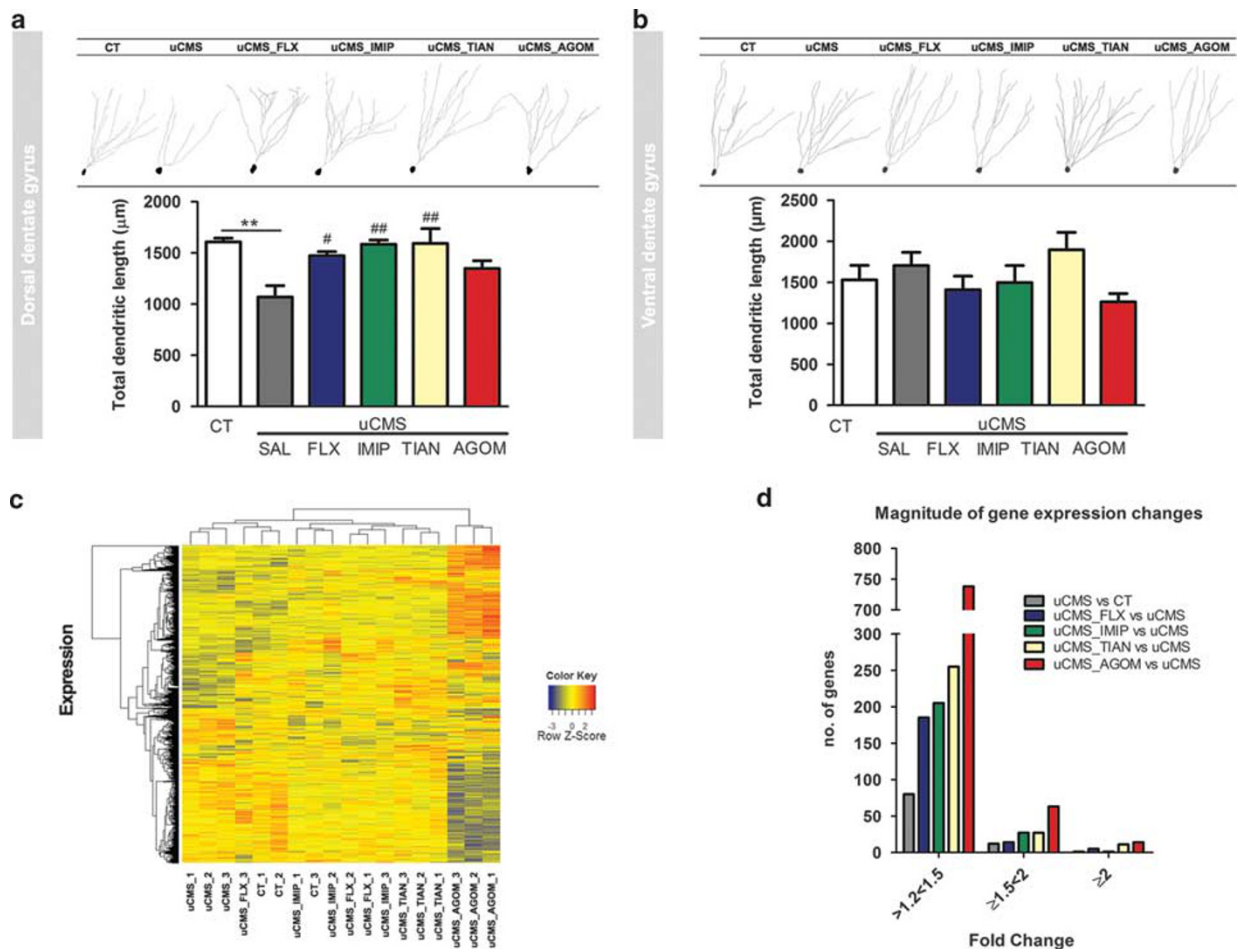 a
CT uCMS uCMS_FLX uCMS_IMIP uCMS_TIAN uCMS_AGOM
Dorsal dentate gyrus
Total dendritic length (μm)
2000
1500
1000
500
0
** # ## ##
CT
uCMS
SAL FLX IMIP TIAN AGOM
b
CT uCMS uCMS_FLX uCMS_IMIP uCMS_TIAN uCMS_AGOM
Ventral dentate gyrus
Total dendritic length (μm)
2500
2000
1500
1000
500
0
CT
uCMS
SAL FLX IMIP TIAN AGOM
c
Expression
Color Key
-3 0 2
Row Z-Score
uCMS_1
uCMS_2
uCMS_3
uCMS_FLX_3
CT_1
CT_2
uCMS_IMIP_1
CT_3
uCMS_IMIP_2
uCMS_FLX_2
uCMS_FLX_1
uCMS_IMIP_3
uCMS_TIAN_3
uCMS_TIAN_2
uCMS_TIAN_1
uCMS_AGOM_3
uCMS_AGOM_2
uCMS_AGOM_1
d
Magnitude of gene expression changes
no. of genes
800
700
300
250
200
150
100
50
0
uCMS vs CT
uCMS_FLX vs uCMS
uCMS_IMIP vs uCMS
uCMS_TIAN vs uCMS
uCMS_AGOM vs uCMS
>1.2<1.5
≥1.5<2
≥2
Fold Change